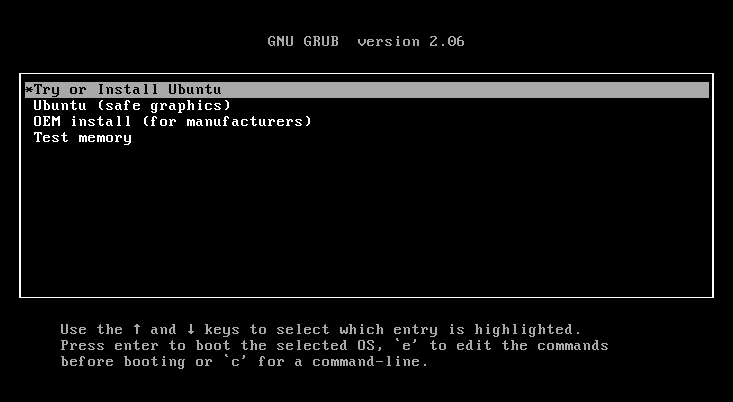 GNU GRUB  version 2.06
*Try or Install Ubuntu
Ubuntu (safe graphics)
OEM install (for manufacturers)
Test memory
Use the ↑ and ↓ keys to select which entry is highlighted.
Press enter to boot the selected OS, `e' to edit the commands
before booting or `c' for a command-line.